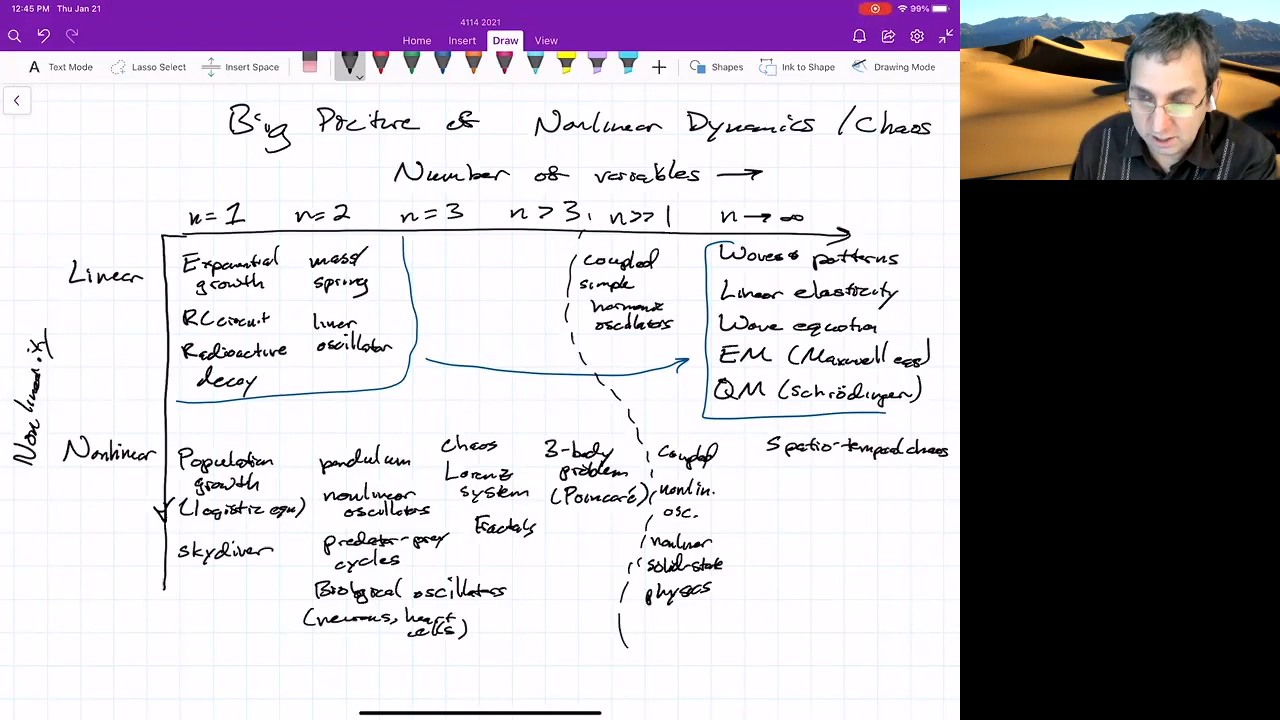 12:45 PM Thu Jan 21
99%
4114 2021
Home Insert Draw View
Text Mode Lasso Select Insert Space Shapes Ink to Shape Drawing Mode
Big Picture of Nonlinear Dynamics / Chaos
Number of variables →
n = 1 n = 2 n = 3 n > 3, n >> 1 n → ∞
Linear
Exponential growth
RC circuit
Radioactive decay
mass/
spring
linear
oscillator
coupled
simple
harmonic
oscillators
Waves & patterns
Linear elasticity
Wave equation
EM (Maxwell eqs)
QM (Schrödinger)
Nonlinearity
Nonlinear
Population
growth
(logistic eqn)
skydiver
pendulum
nonlinear
oscillators
predator-prey
cycles
Biological oscillators
(neurons, heart
cells)
Chaos
Lorenz
system
Fractals
3-body
problem
(Poincaré)
coupled
nonlin.
osc.
nonlinear
solid-state
physics
Spatio-temporal chaos